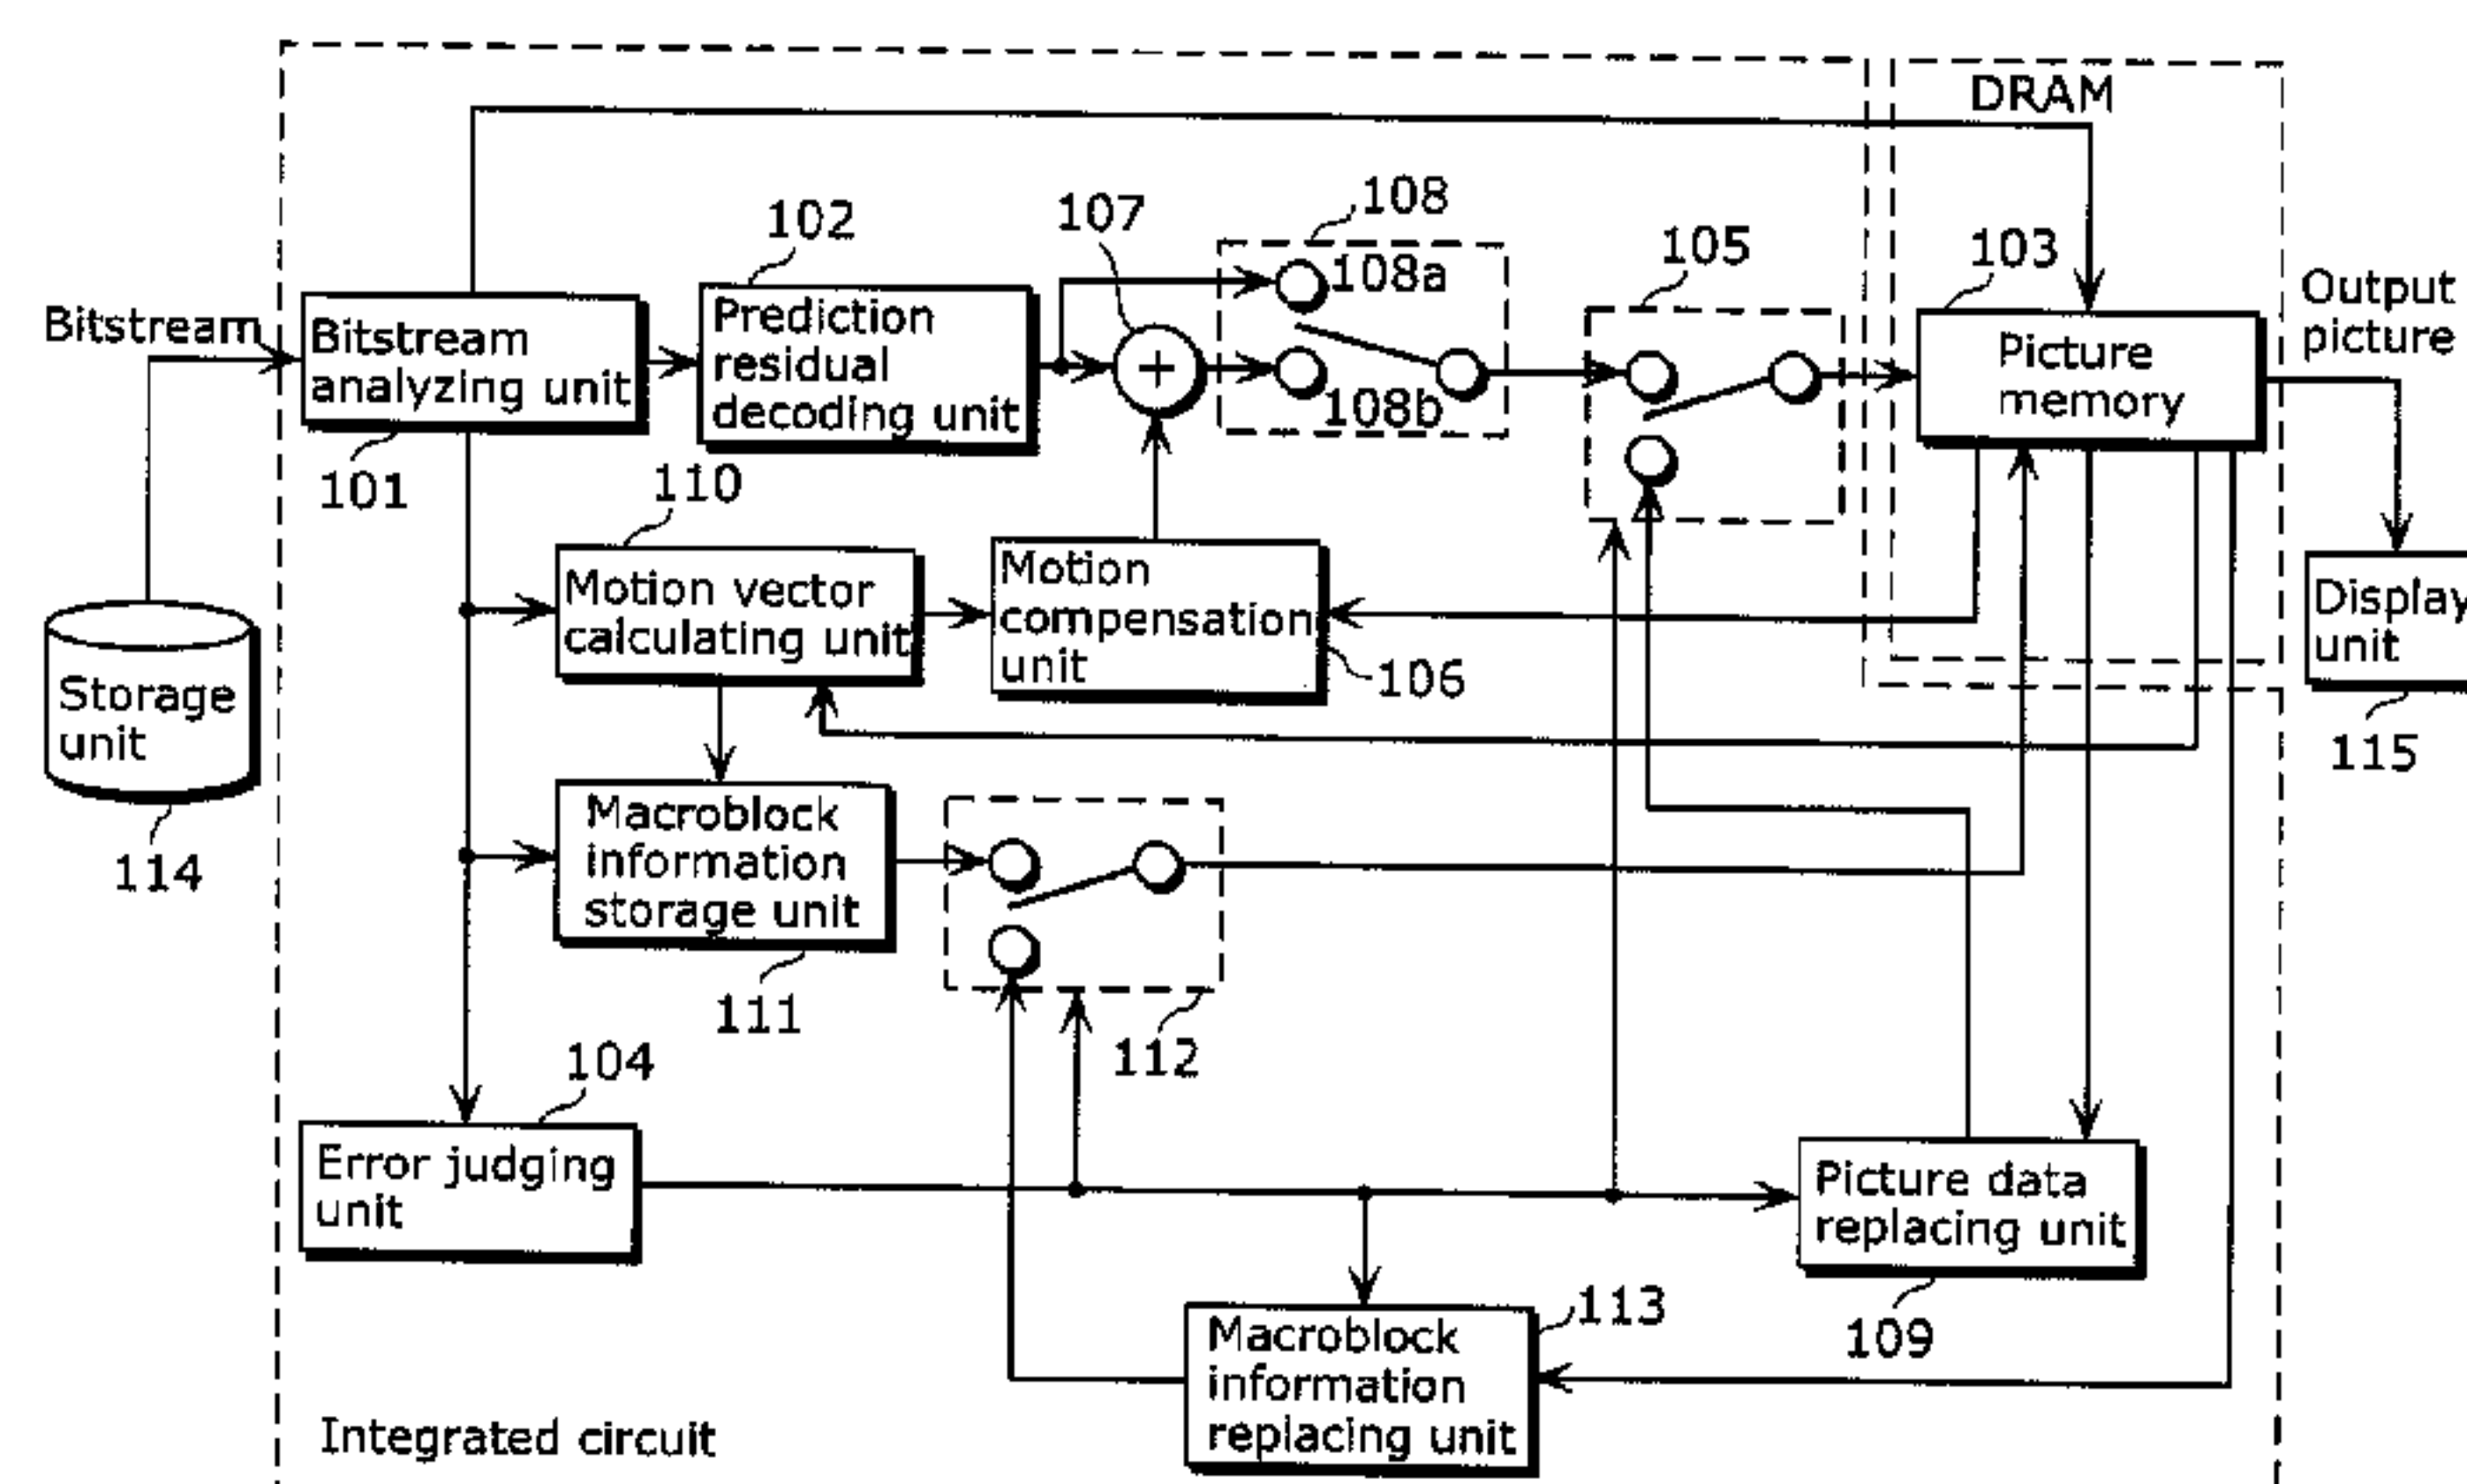 DRAM
108
102
107
108a
105
103
Output
picture
Bitstream
Bitstream
analyzing unit
Prediction
residual
decoding unit
+
108b
Picture
memory
101
110
Motion vector
calculating unit
Motion
compensation
unit
106
Display
unit
115
Storage
unit
114
Macroblock
information
storage unit
111
112
104
Error judging
unit
Picture data
replacing unit
109
113
Macroblock
information
replacing unit
Integrated circuit